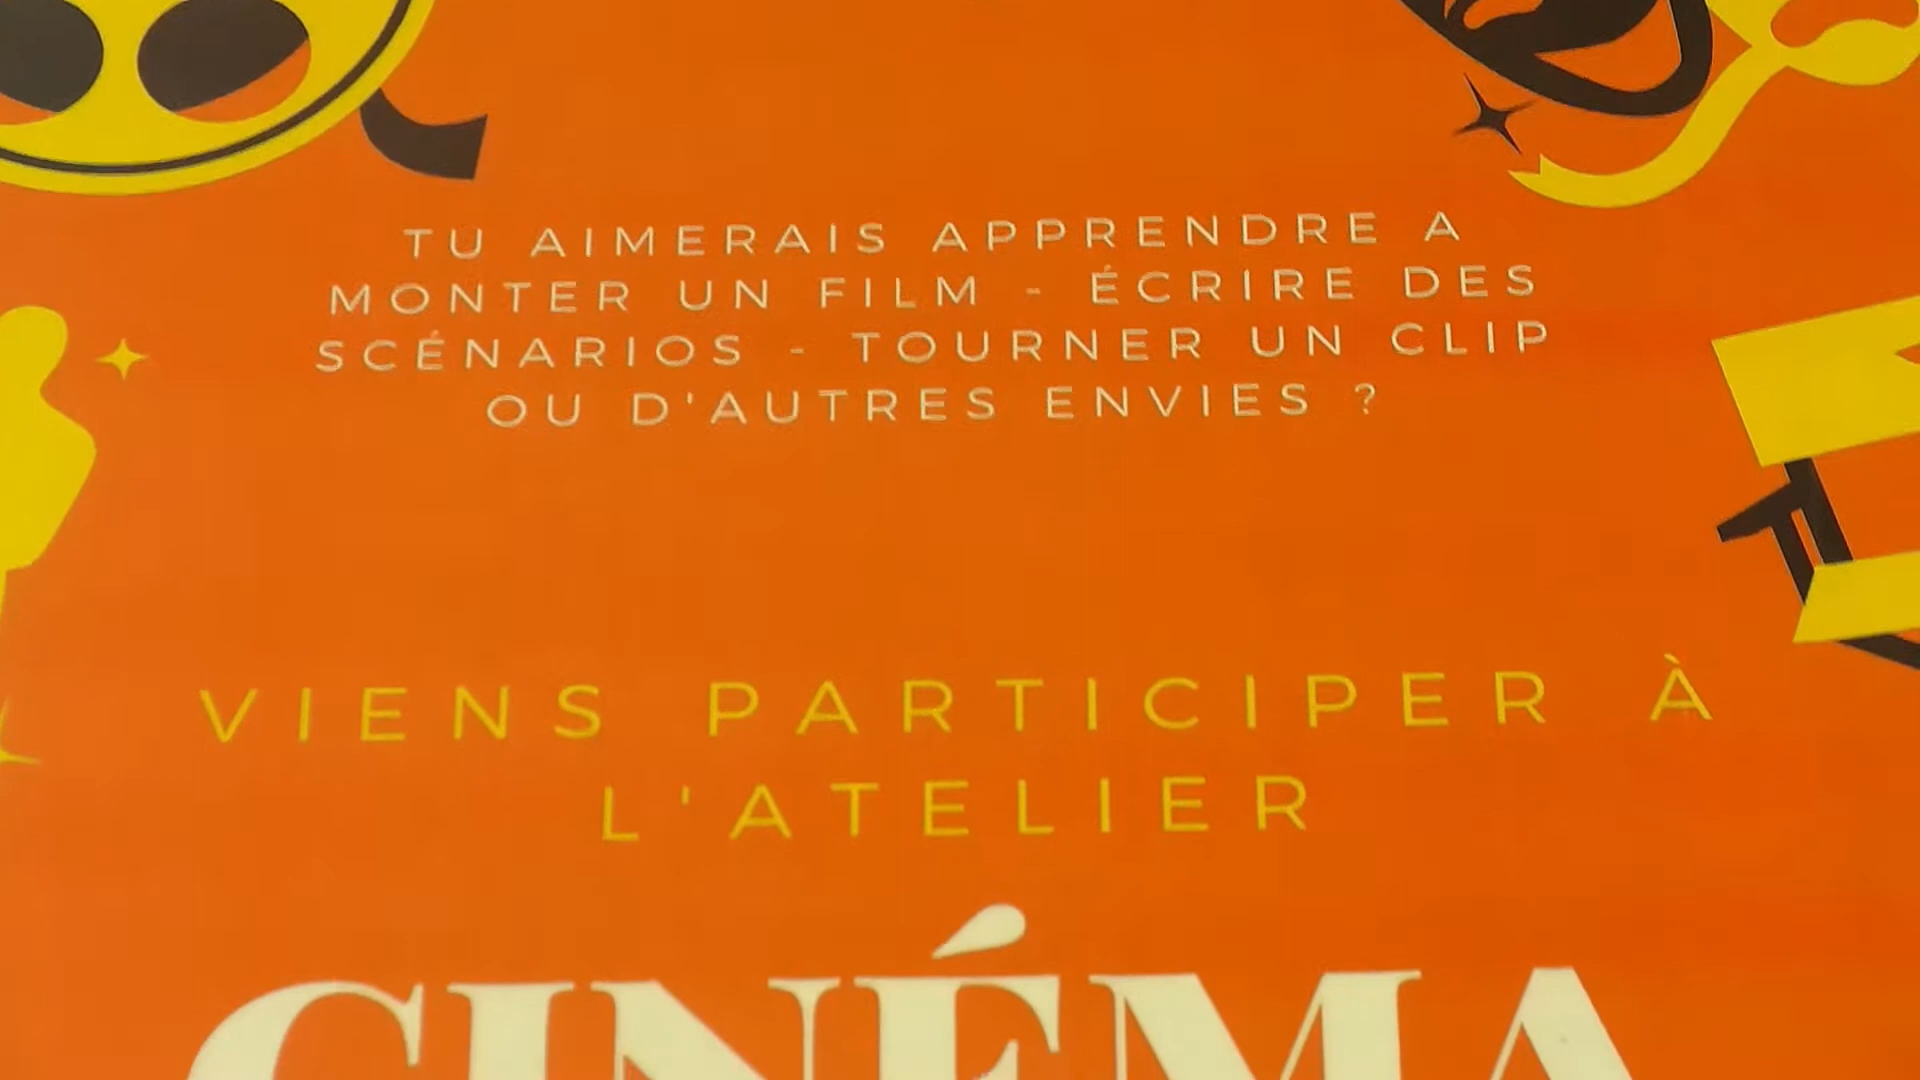 TU AIMERAIS APPRENDRE A
MONTER UN FILM - ÉCRIRE DES
SCÉNARIOS - TOURNER UN CLIP
OU D'AUTRES ENVIES ?
VIENS PARTICIPER À
L'ATELIER
CINÉMA